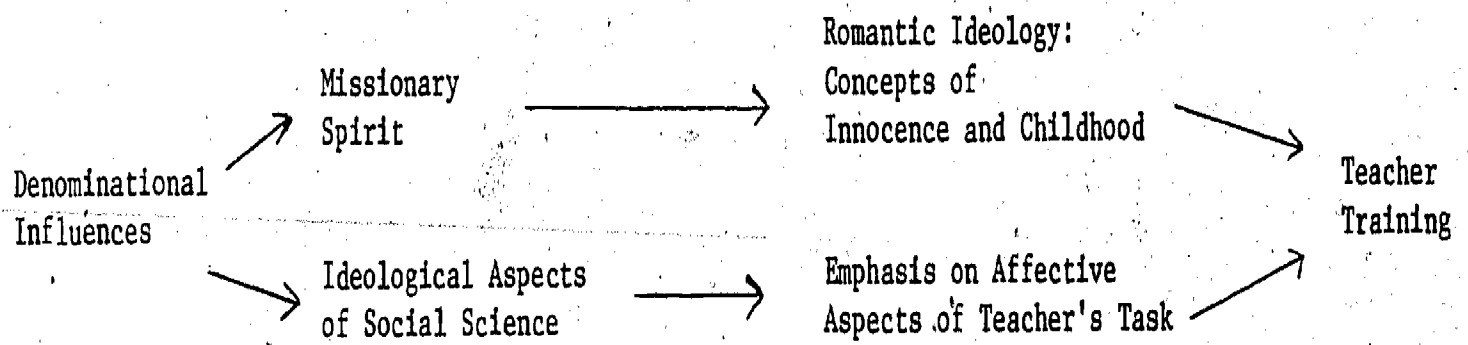 Denominational
Influences
Missionary
Spirit
Romantic Ideology:
Concepts of
Innocence and Childhood
Ideological Aspects
of Social Science
Emphasis on Affective
Aspects of Teacher's Task
Teacher
Training